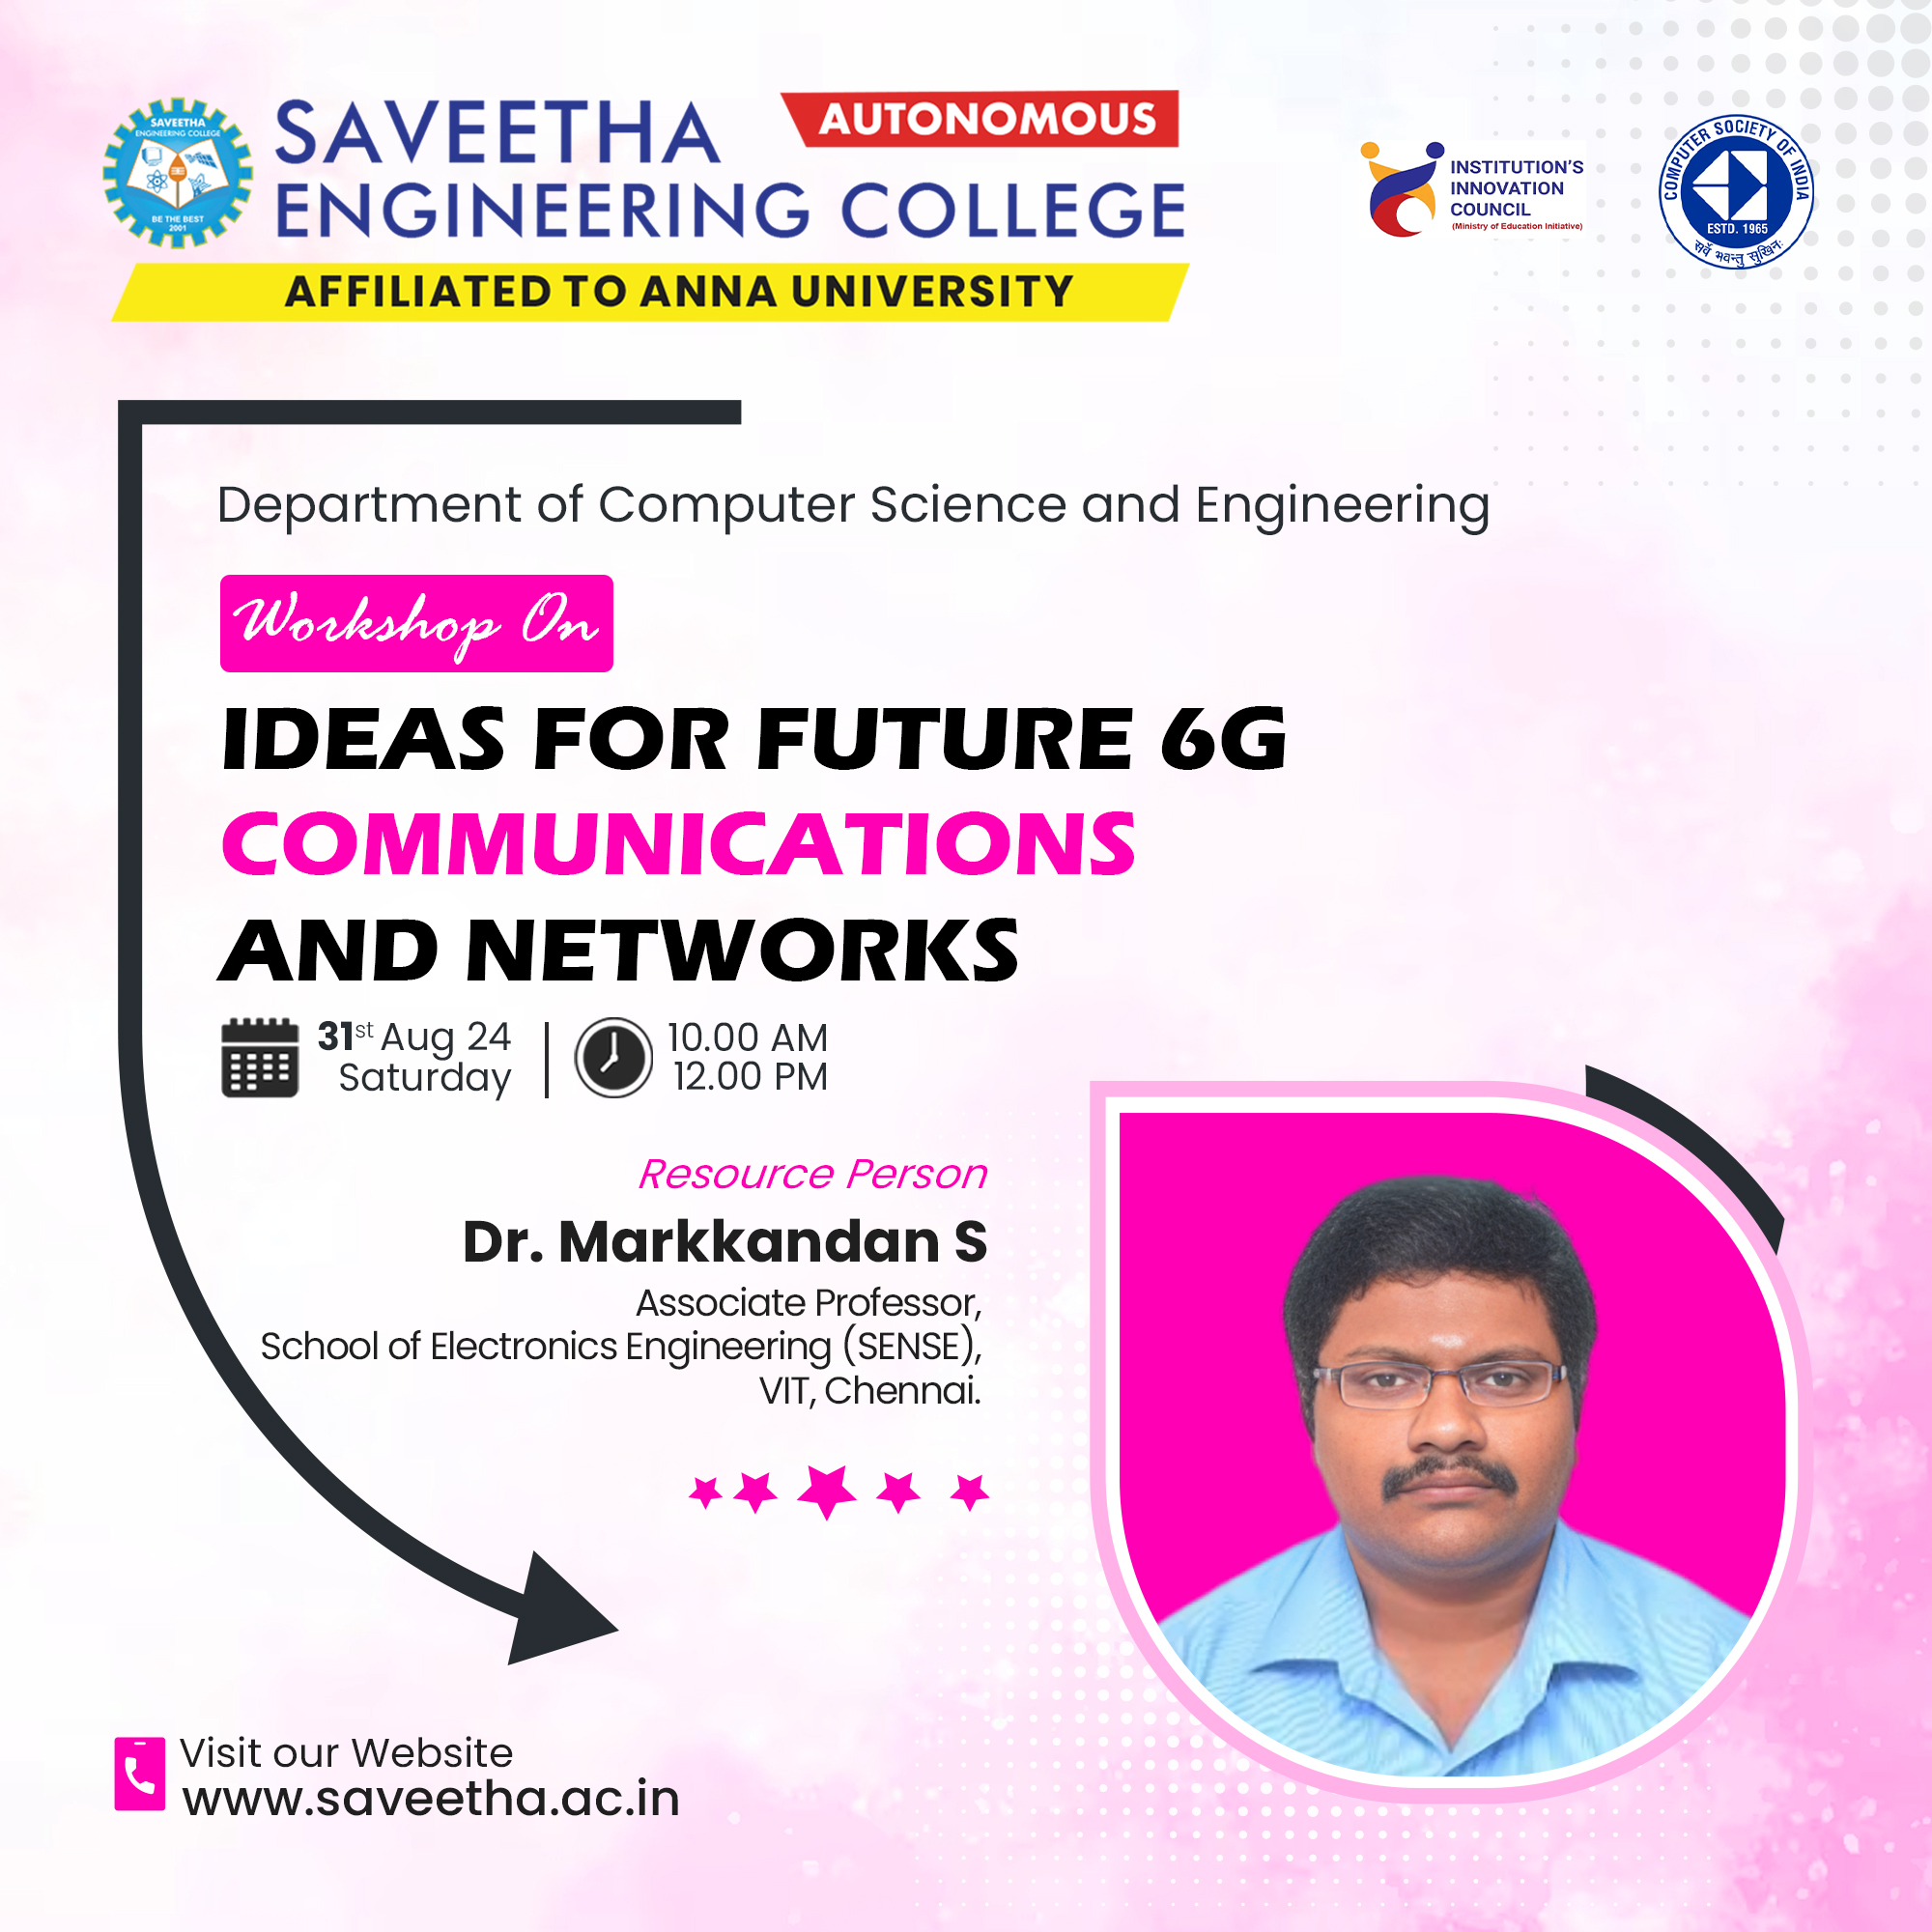 SAVEETHA
ENGINEERING COLLEGE
BE THE BEST
2001
SAVEETHA
AUTONOMOUS
ENGINEERING COLLEGE
AFFILIATED TO ANNA UNIVERSITY
INSTITUTION'S
INNOVATION
COUNCIL
(Ministry of Education Initiative)
COMPUTER SOCIETY OF INDIA
ESTD. 1965
सर्वे भवन्तु सुखिनः
Department of Computer Science and Engineering
Workshop On
IDEAS FOR FUTURE 6G
COMMUNICATIONS
AND NETWORKS
31st Aug 24
Saturday
10.00 AM
12.00 PM
Resource Person
Dr. Markkandan S
Associate Professor,
School of Electronics Engineering (SENSE),
VIT, Chennai.
Visit our Website
www.saveetha.ac.in